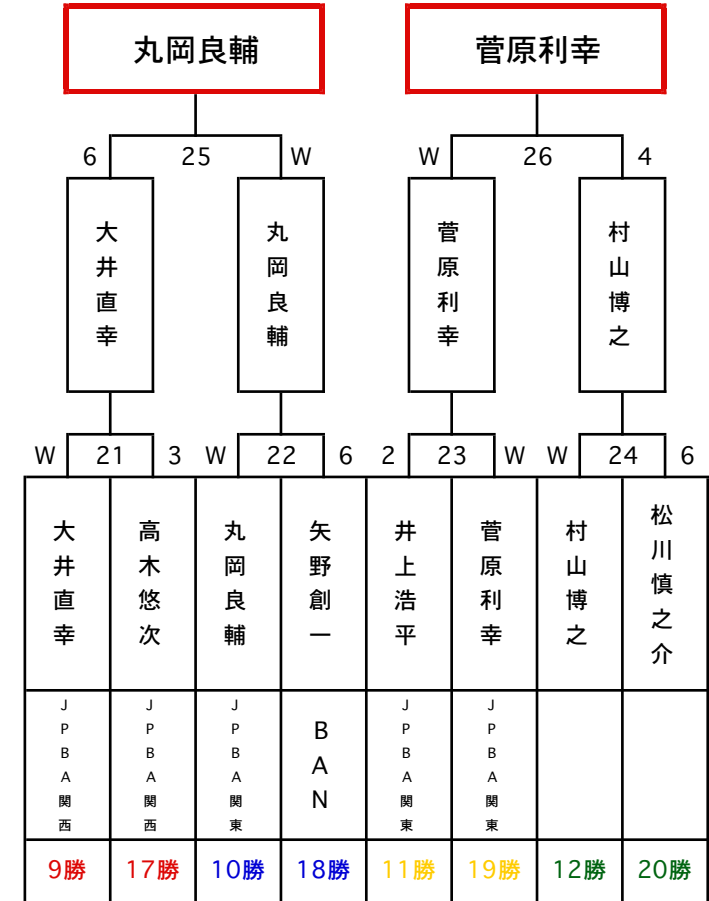 丸岡良輔
菅原利幸
6 25 W
W 26 4
大井直幸
丸岡良輔
菅原利幸
村山博之
W 21 3
W 22 6
2 23 W
W 24 6
大井直幸
高木悠次
丸岡良輔
矢野創一
井上浩平
菅原利幸
村山博之
松川慎之介
JPBA関西
JPBA関西
JPBA関東
BAN
JPBA関東
JPBA関東
9勝
17勝
10勝
18勝
11勝
19勝
12勝
20勝